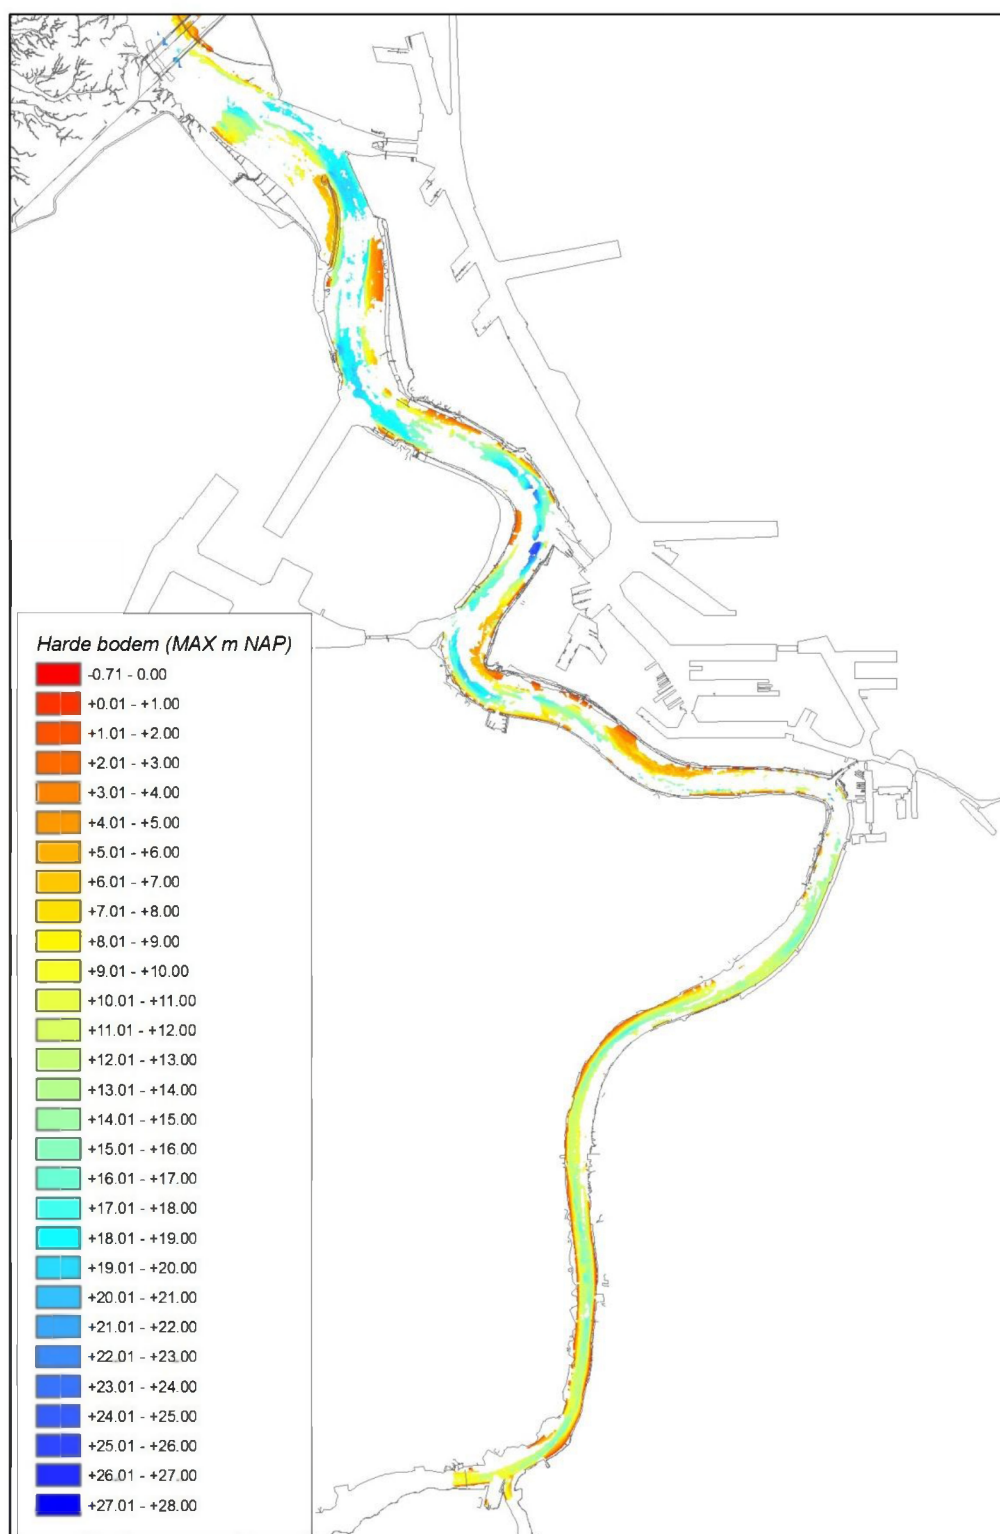 Harde bodem (MAX m NAP)
-0.71 - 0.00
+0.01 - +1.00
+1.01 - +2.00
+2.01 - +3.00
+3.01 - +4.00
+4.01 - +5.00
+5.01 - +6.00
+6.01 - +7.00
+7.01 - +8.00
+8.01 - +9.00
+9.01 - +10.00
+10.01 - +11.00
+11.01 - +12.00
+12.01 - +13.00
+13.01 - +14.00
+14.01 - +15.00
+15.01 - +16.00
+16.01 - +17.00
+17.01 - +18.00
+18.01 - +19.00
+19.01 - +20.00
+20.01 - +21.00
+21.01 - +22.00
+22.01 - +23.00
+23.01 - +24.00
+24.01 - +25.00
+25.01 - +26.00
+26.01 - +27.00
+27.01 - +28.00